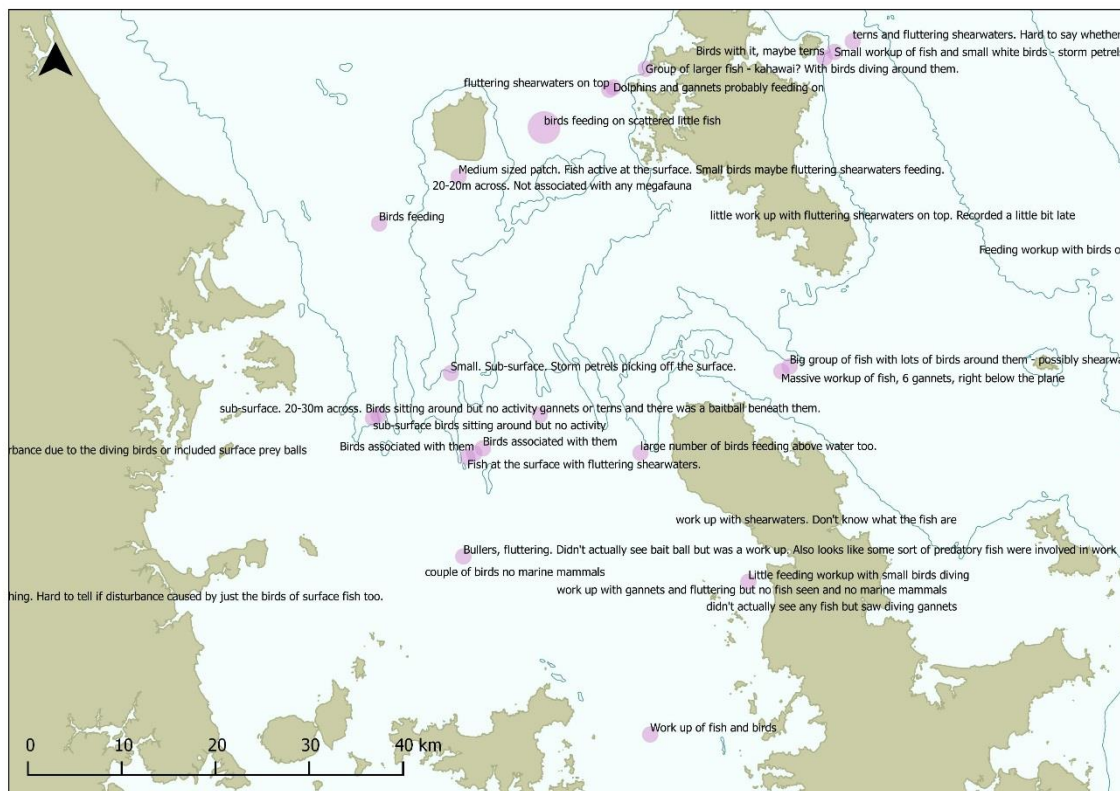 terns and fluttering shearwaters. Hard to say whether
Birds with it, maybe terns
Small workup of fish and small white birds - storm petrels
Group of larger fish - kahawai? With birds diving around them.
fluttering shearwaters on top
Dolphins and gannets probably feeding on
birds feeding on scattered little fish
Medium sized patch. Fish active at the surface. Small birds maybe fluttering shearwaters feeding.
20-20m across. Not associated with any megafauna
Birds feeding
little work up with fluttering shearwaters on top. Recorded a little bit late
Feeding workup with birds o
Big group of fish with lots of birds around them - possibly shearwa
Small. Sub-surface. Storm petrels picking off the surface.
Massive workup of fish, 6 gannets, right below the plane
sub-surface. 20-30m across. Birds sitting around but no activity
gannets or terns and there was a baitball beneath them.
sub-surface birds sitting around but no activity
Birds associated with them
Birds associated with them
large number of birds feeding above water too.
rbance due to the diving birds or included surface prey balls
Fish at the surface with fluttering shearwaters.
work up with shearwaters. Don't know what the fish are
Bullers, fluttering. Didn't actually see bait ball but was a work up. Also looks like some sort of predatory fish were involved in work
couple of birds no marine mammals
Little feeding workup with small birds diving
work up with gannets and fluttering but no fish seen and no marine mammals
hing. Hard to tell if disturbance caused by just the birds of surface fish too.
didn't actually see any fish but saw diving gannets
Work up of fish and birds
0 10 20 30 40 km